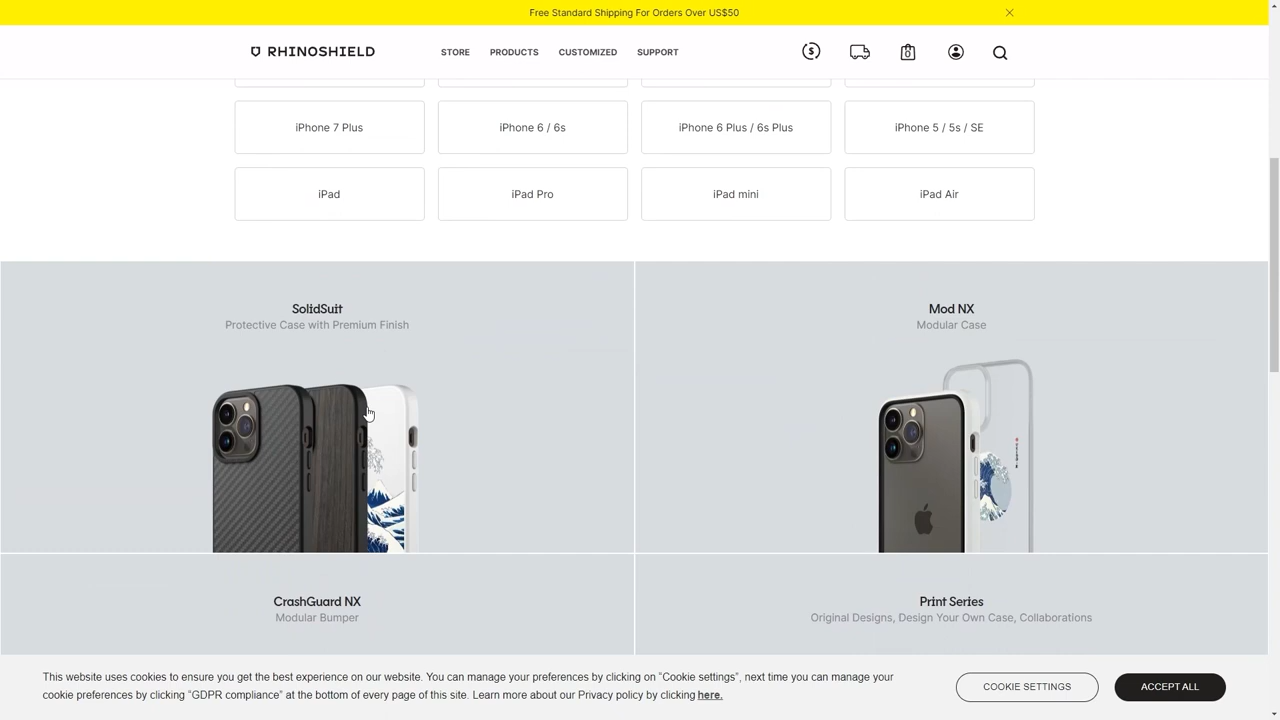 Free Standard Shipping For Orders Over US$50
RHINOSHIELD
STORE
PRODUCTS
CUSTOMIZED
SUPPORT
$
0
iPhone 7 Plus
iPhone 6 / 6s
iPhone 6 Plus / 6s Plus
iPhone 5 / 5s / SE
iPad
iPad Pro
iPad mini
iPad Air
SolidSuit
Protective Case with Premium Finish
Mod NX
Modular Case
CrashGuard NX
Modular Bumper
Print Series
Original Designs, Design Your Own Case, Collaborations
This website uses cookies to ensure you get the best experience on our website. You can manage your preferences by clicking on "Cookie settings", next time you can manage your
cookie preferences by clicking "GDPR compliance" at the bottom of every page of this site. Learn more about our Privacy policy by clicking here.
COOKIE SETTINGS
ACCEPT ALL